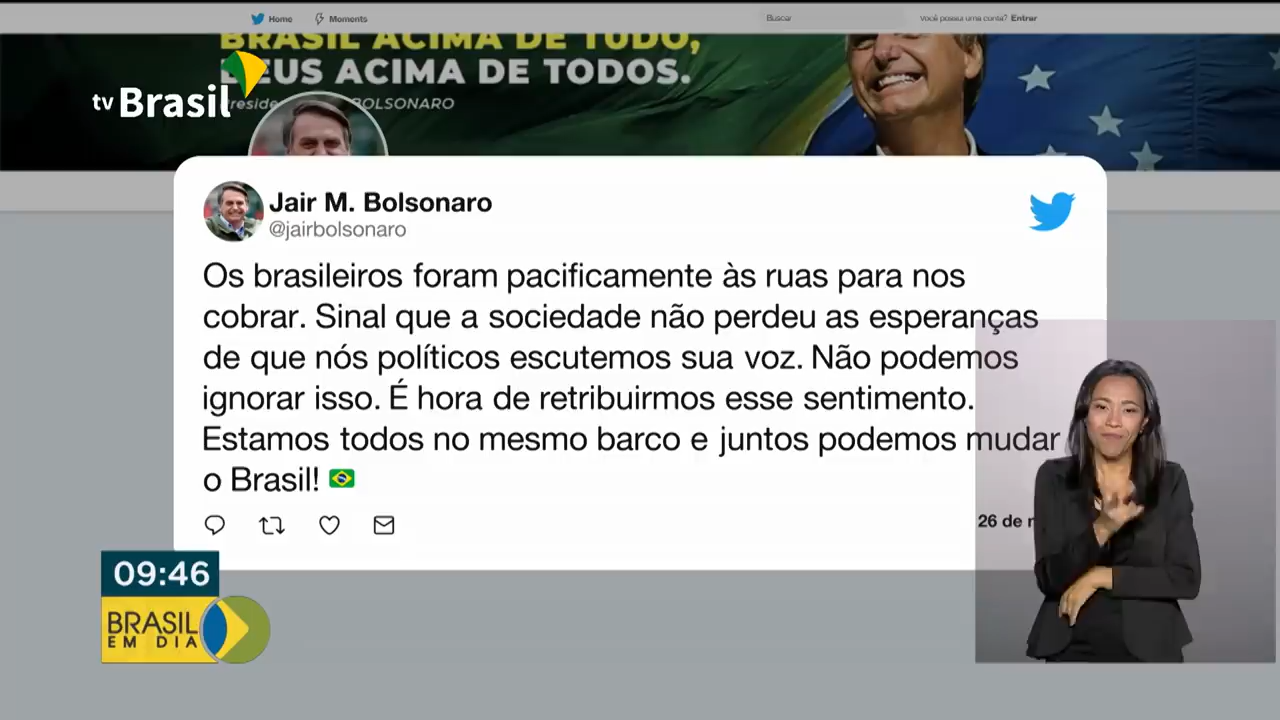 Home
Moments
Buscar
Você possui uma conta? Entrar
BRASIL ACIMA DE TUDO,
DEUS ACIMA DE TODOS.
BOLSONARO
tv Brasil
Jair M. Bolsonaro
@jairbolsonaro
Os brasileiros foram pacificamente às ruas para nos
cobrar. Sinal que a sociedade não perdeu as esperanças
de que nós políticos escutemos sua voz. Não podemos
ignorar isso. É hora de retribuirmos esse sentimento.
Estamos todos no mesmo barco e juntos podemos mudar
o Brasil! 🇧🇷
26 de
09:46
BRASIL
EM DIA